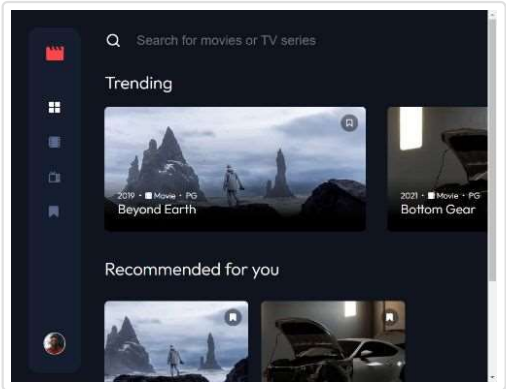 Search for movies or TV series
Trending
2019 • Movie • PG
Beyond Earth
2021 • Movie • PG
Bottom Gear
Recommended for you